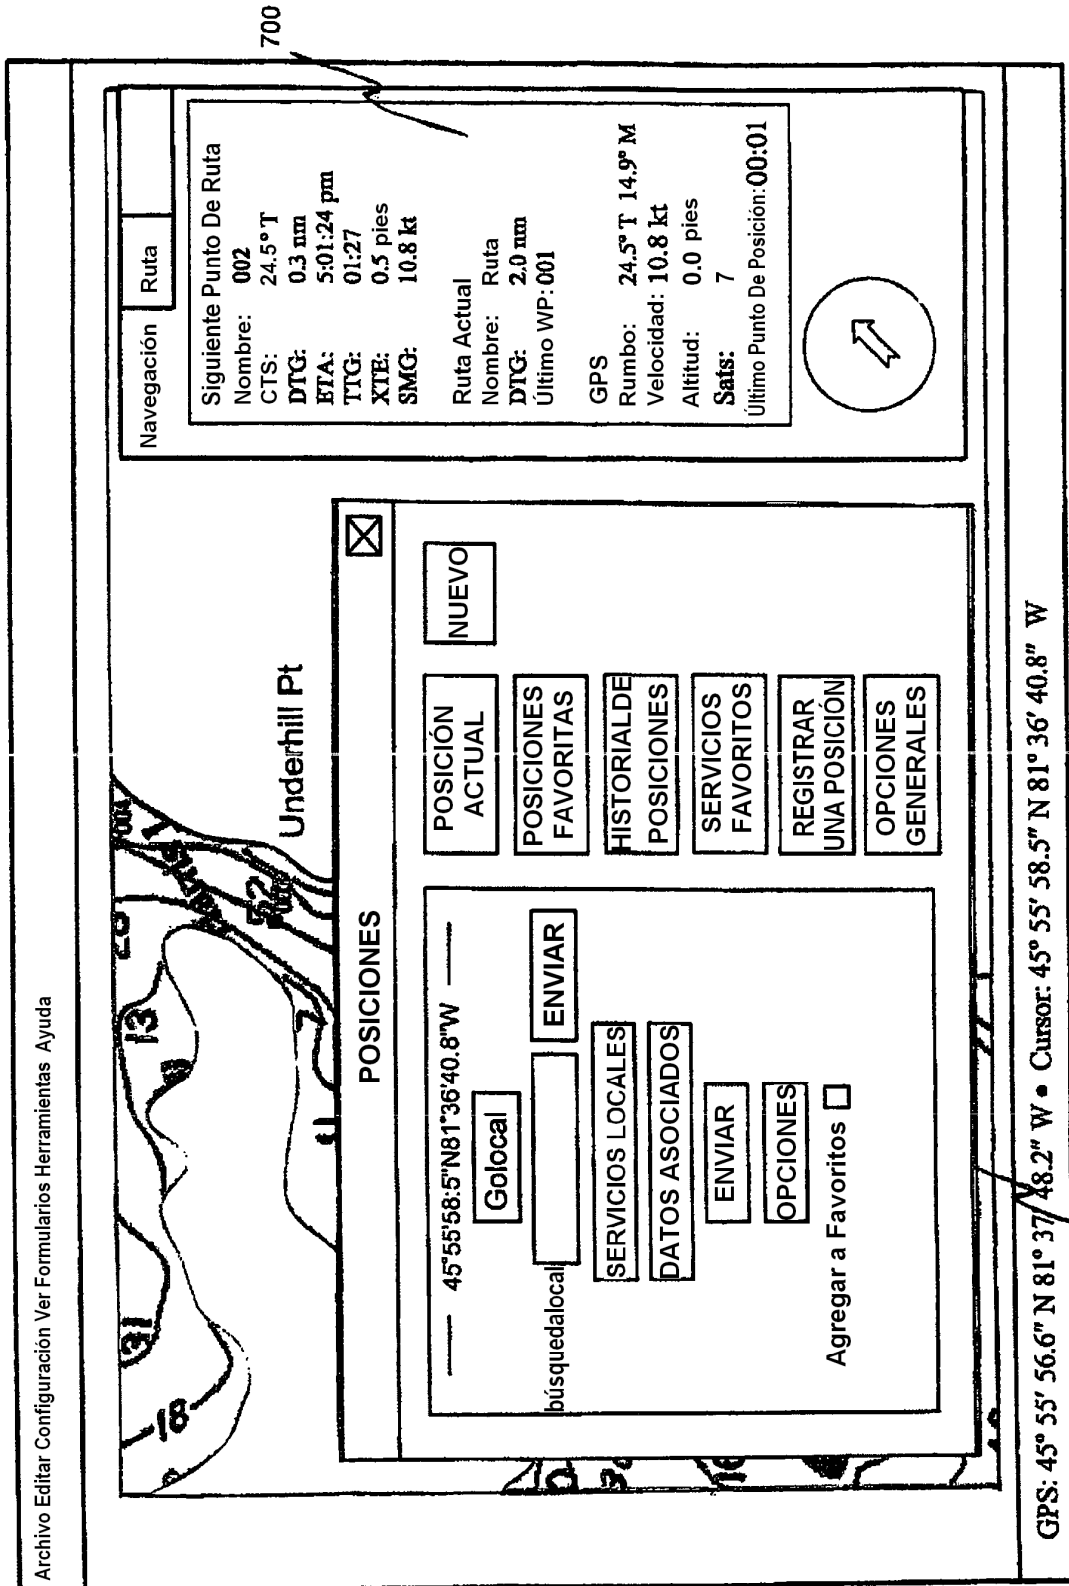 Archivo Editar Configuración Ver Formularios Herramientas Ayuda
700
Navegación
Ruta
Siguiente Punto De Ruta
Nombre: 002
CTS: 24.5° T
DTG: 0.3 nm
ETA: 5:01:24 pm
TTG: 01:27
XTE: 0.5 pies
SMG: 10.8 kt
Ruta Actual
Nombre: Ruta
DTG: 2.0 nm
Último WP: 001
GPS
Rumbo: 24.5° T 14.9° M
Velocidad: 10.8 kt
Altitud: 0.0 pies
Sats: 7
Último Punto De Posición: 00:01
Underhill Pt
13
31
18
7
52
004
POSICIONES
45°55'58:5"N81°36'40.8"W
Golocal
búsquedalocal
ENVIAR
SERVICIOS LOCALES
DATOS ASOCIADOS
ENVIAR
OPCIONES
Agregar a Favoritos
POSICIÓN
ACTUAL
NUEVO
POSICIONES
FAVORITAS
HISTORIALDE
POSICIONES
SERVICIOS
FAVORITOS
REGISTRAR
UNA POSICIÓN
OPCIONES
GENERALES
GPS: 45° 55' 56.6" N 81° 37' 48.2" W • Cursor: 45° 55' 58.5" N 81° 36' 40.8" W